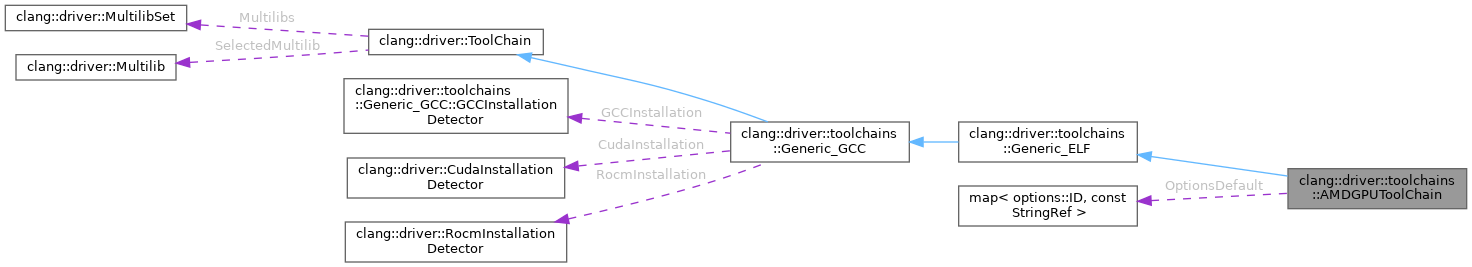 clang::driver::MultilibSet
Multilibs
SelectedMultilib
clang::driver::Multilib
clang::driver::ToolChain
clang::driver::toolchains
::Generic_GCC::GCCInstallation
Detector
GCCInstallation
clang::driver::CudaInstallation
Detector
CudaInstallation
RocmInstallation
clang::driver::RocmInstallation
Detector
clang::driver::toolchains
::Generic_GCC
clang::driver::toolchains
::Generic_ELF
map< options::ID, const
StringRef >
OptionsDefault
clang::driver::toolchains
::AMDGPUToolChain